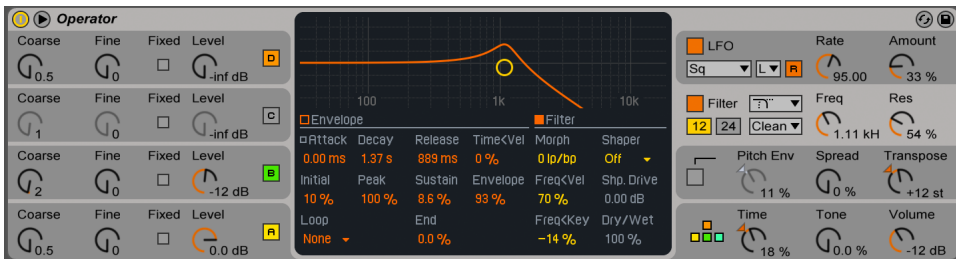 Operator
Coarse Fine Fixed Level
0.5 0 -inf dB D
Coarse Fine Fixed Level
1 0 -inf dB C
Coarse Fine Fixed Level
2 0 -12 dB B
Coarse Fine Fixed Level
0.5 0 0.0 dB A
100 1k 10k
Envelope Filter
Attack Decay Release Time<Vel Morph Shaper
0.00 ms 1.37 s 889 ms 0 % 0 lp/bp Off
Initial Peak Sustain Envelope Freq<Vel Shp. Drive
10 % 100 % 8.6 % 93 % 70 % 0.00 dB
Loop End Freq<Key Dry/Wet
None 0.0 % -14 % 100 %
LFO Rate Amount
Sq L R 95.00 33 %
Filter Freq Res
12 24 Clean 1.11 kH 54 %
Pitch Env Spread Transpose
11 % 0 % +12 st
Time Tone Volume
18 % 0.0 % -12 dB